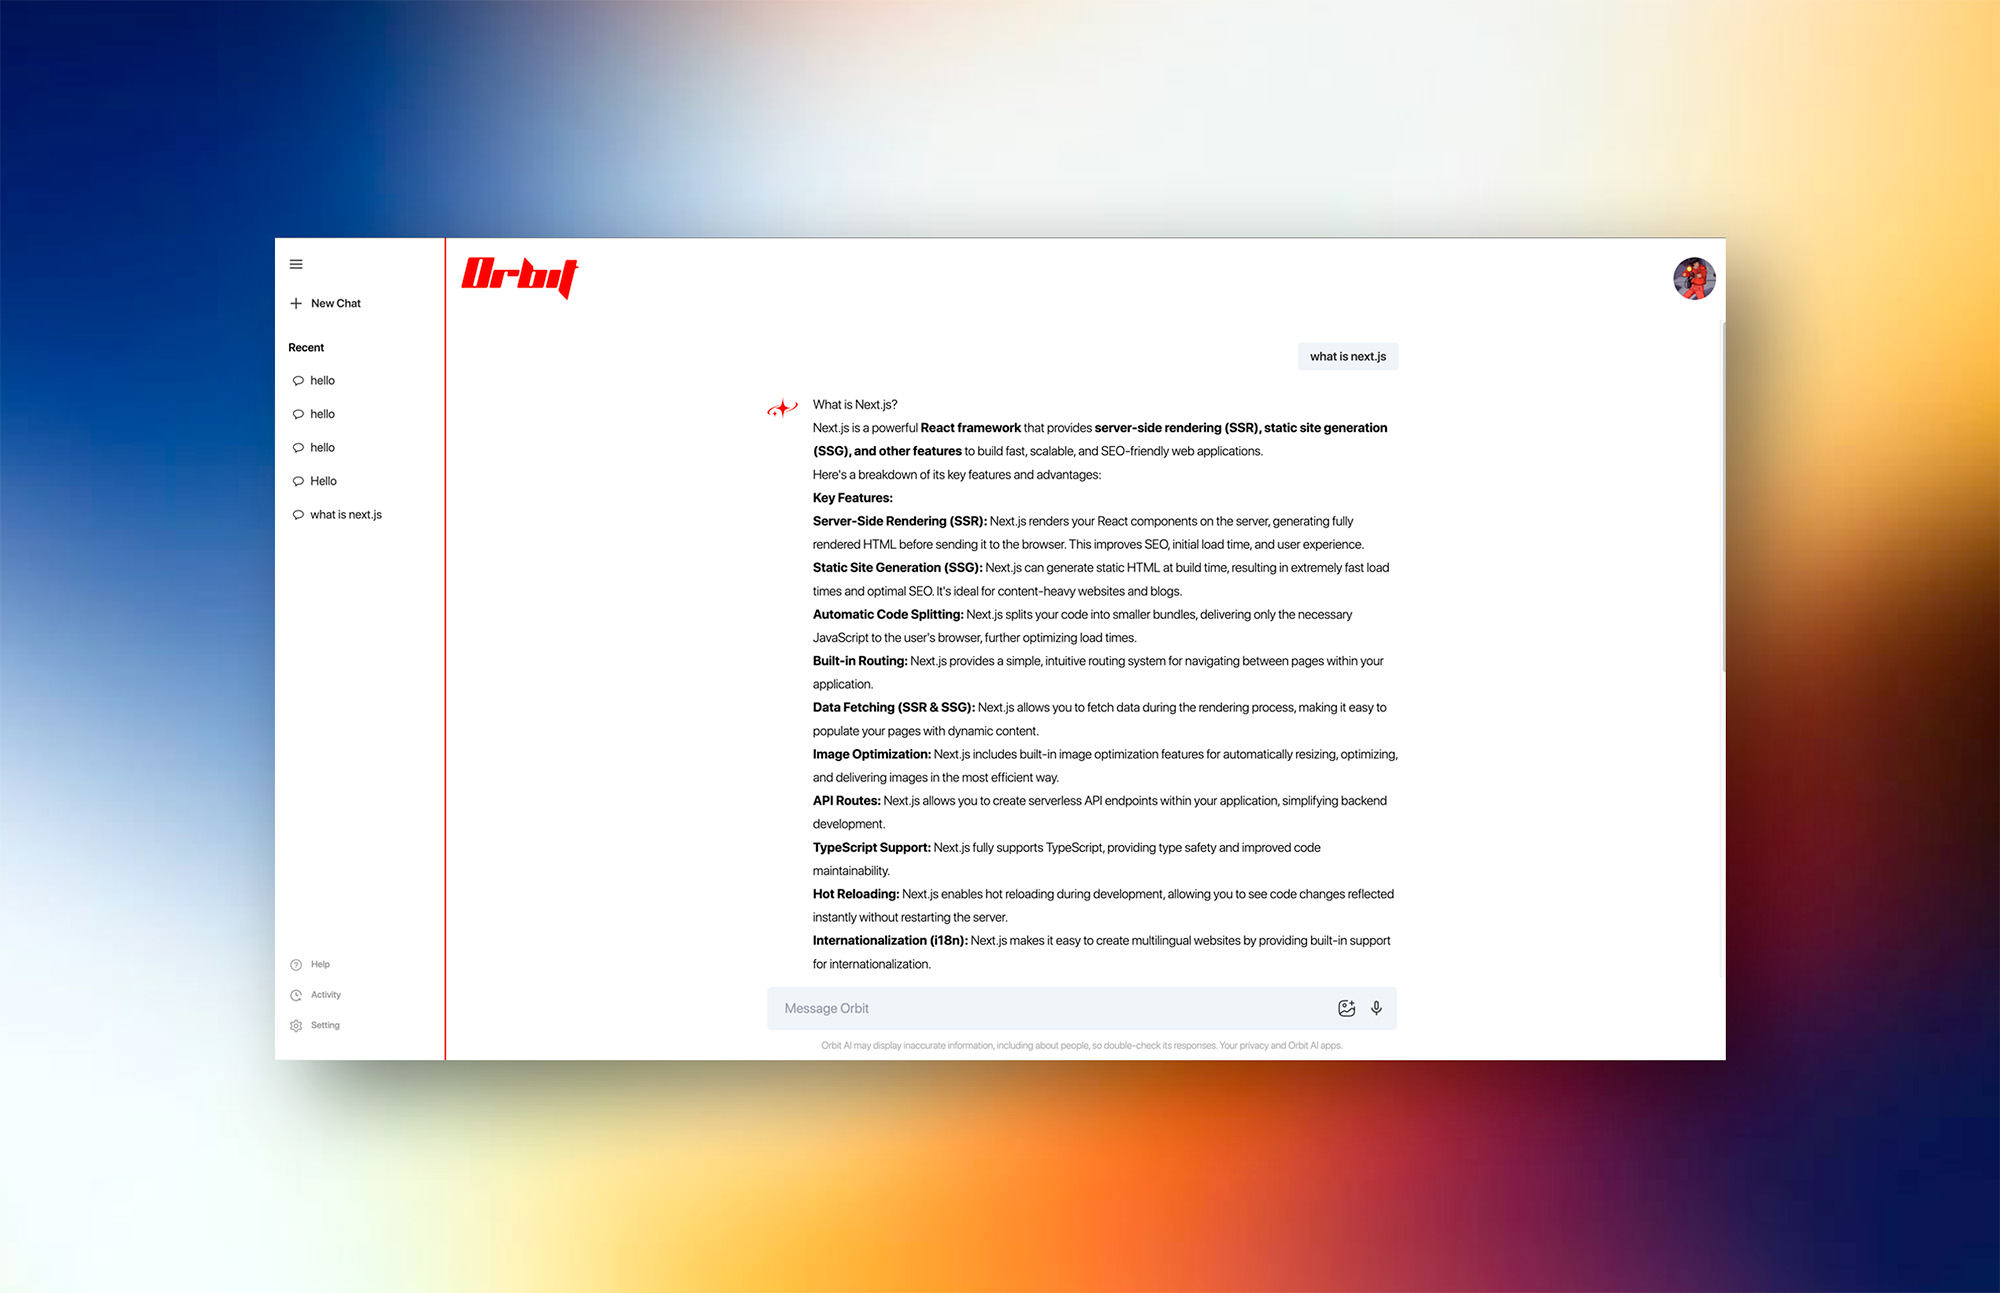 New Chat
Recent
hello
hello
hello
Hello
what is next.js
Help
Activity
Setting
Orbit
what is next.js
What is Next.js?
Next.js is a powerful React framework that provides server-side rendering (SSR), static site generation
(SSG), and other features to build fast, scalable, and SEO-friendly web applications.
Here's a breakdown of its key features and advantages:
Key Features:
Server-Side Rendering (SSR): Next.js renders your React components on the server, generating fully
rendered HTML before sending it to the browser. This improves SEO, initial load time, and user experience.
Static Site Generation (SSG): Next.js can generate static HTML at build time, resulting in extremely fast load
times and optimal SEO. It's ideal for content-heavy websites and blogs.
Automatic Code Splitting: Next.js splits your code into smaller bundles, delivering only the necessary
JavaScript to the user's browser, further optimizing load times.
Built-in Routing: Next.js provides a simple, intuitive routing system for navigating between pages within your
application.
Data Fetching (SSR & SSG): Next.js allows you to fetch data during the rendering process, making it easy to
populate your pages with dynamic content.
Image Optimization: Next.js includes built-in image optimization features for automatically resizing, optimizing,
and delivering images in the most efficient way.
API Routes: Next.js allows you to create serverless API endpoints within your application, simplifying backend
development.
TypeScript Support: Next.js fully supports TypeScript, providing type safety and improved code
maintainability.
Hot Reloading: Next.js enables hot reloading during development, allowing you to see code changes reflected
instantly without restarting the server.
Internationalization (i18n): Next.js makes it easy to create multilingual websites by providing built-in support
for internationalization.
Message Orbit
Orbit AI may display inaccurate information, including about people, so double-check its responses. Your privacy and Orbit AI apps.